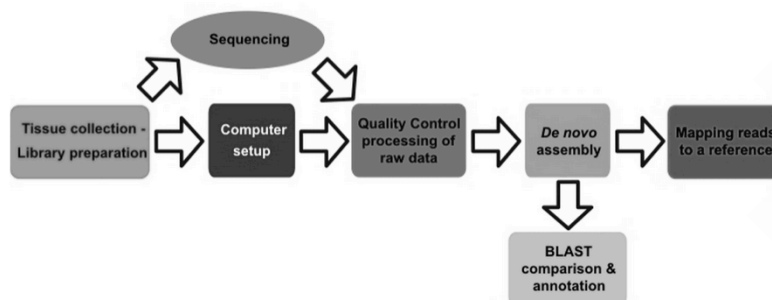 Sequencing
Tissue collection -
Library preparation
Computer
setup
Quality Control
processing of
raw data
De novo
assembly
Mapping reads
to a reference
BLAST
comparison &
annotation